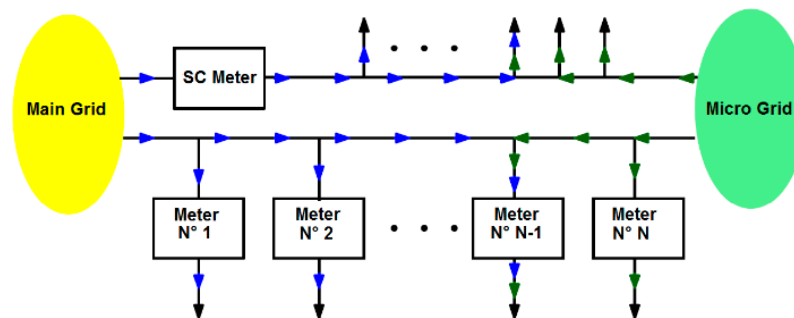 SC Meter
Main Grid
Micro Grid
Meter
N° 1
Meter
N° 2
Meter
N° N-1
Meter
N° N